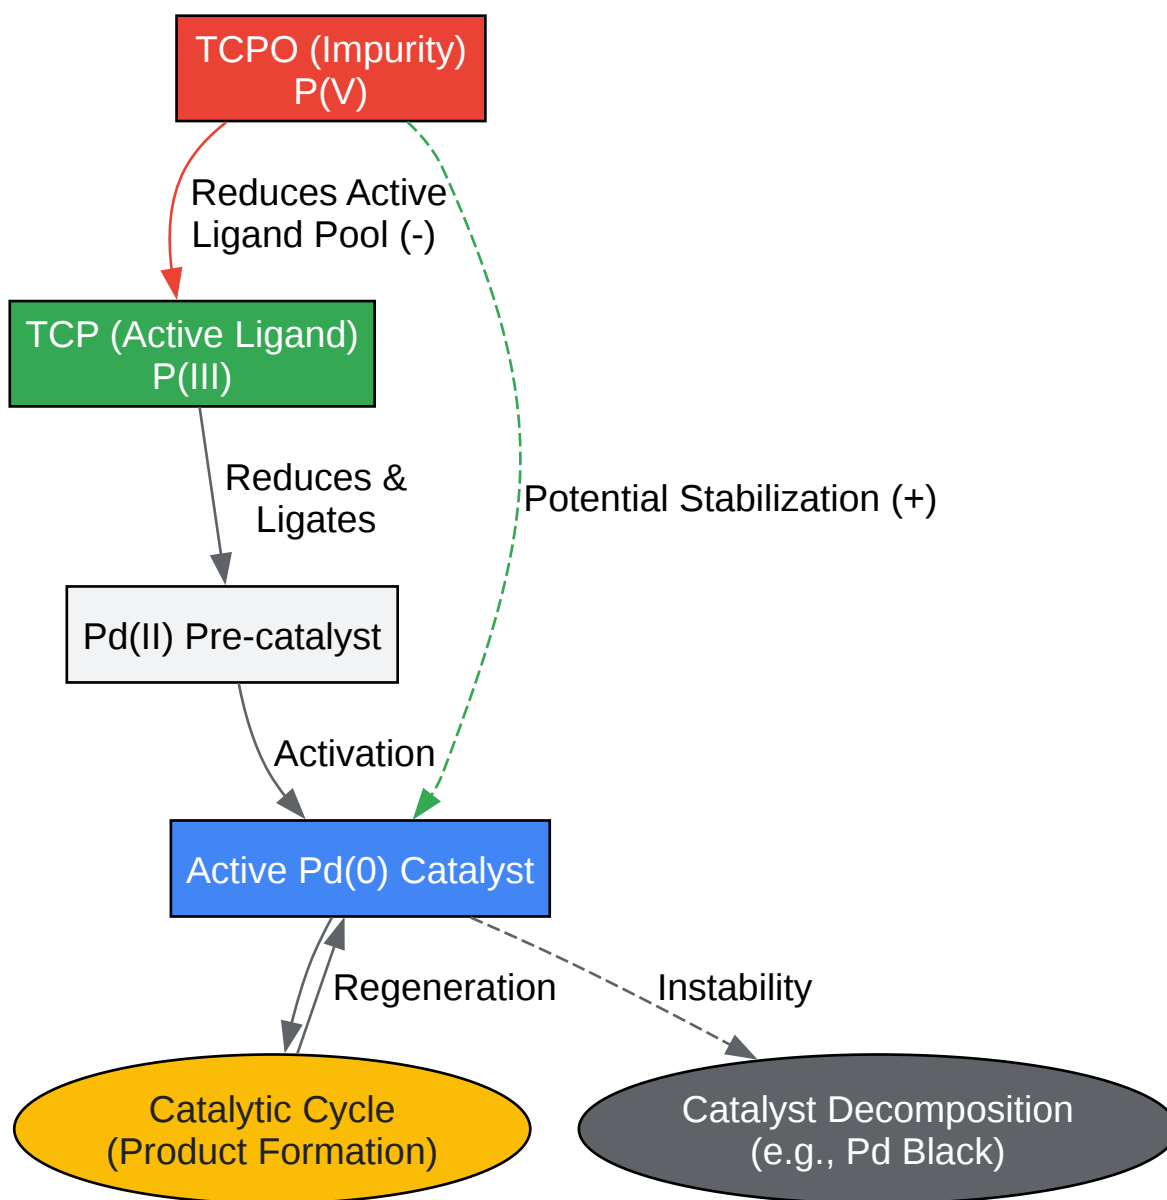 TCPO (Impurity)
P(V)
Reduces Active
Ligand Pool (-)
TCP (Active Ligand)
P(III)
Reduces &
Ligates
Potential Stabilization (+)
Pd(II) Pre-catalyst
Activation
Active Pd(0) Catalyst
Regeneration
Instability
Catalytic Cycle
(Product Formation)
Catalyst Decomposition
(e.g., Pd Black)